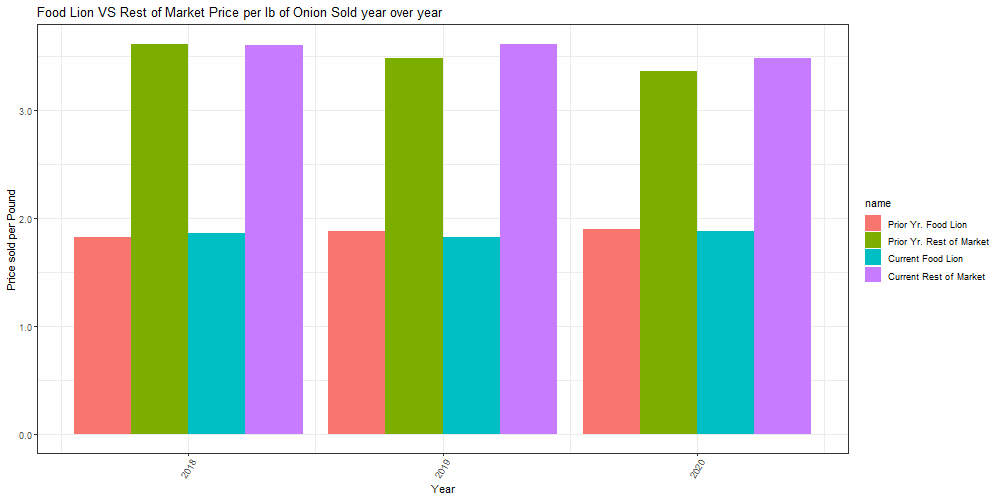 Food Lion VS Rest of Market Price per lb of Onion Sold year over year
Price sold per Pound
3.0
2.0
1.0
0.0
2018
2019
2020
Year
name
Prior Yr. Food Lion
Prior Yr. Rest of Market
Current Food Lion
Current Rest of Market